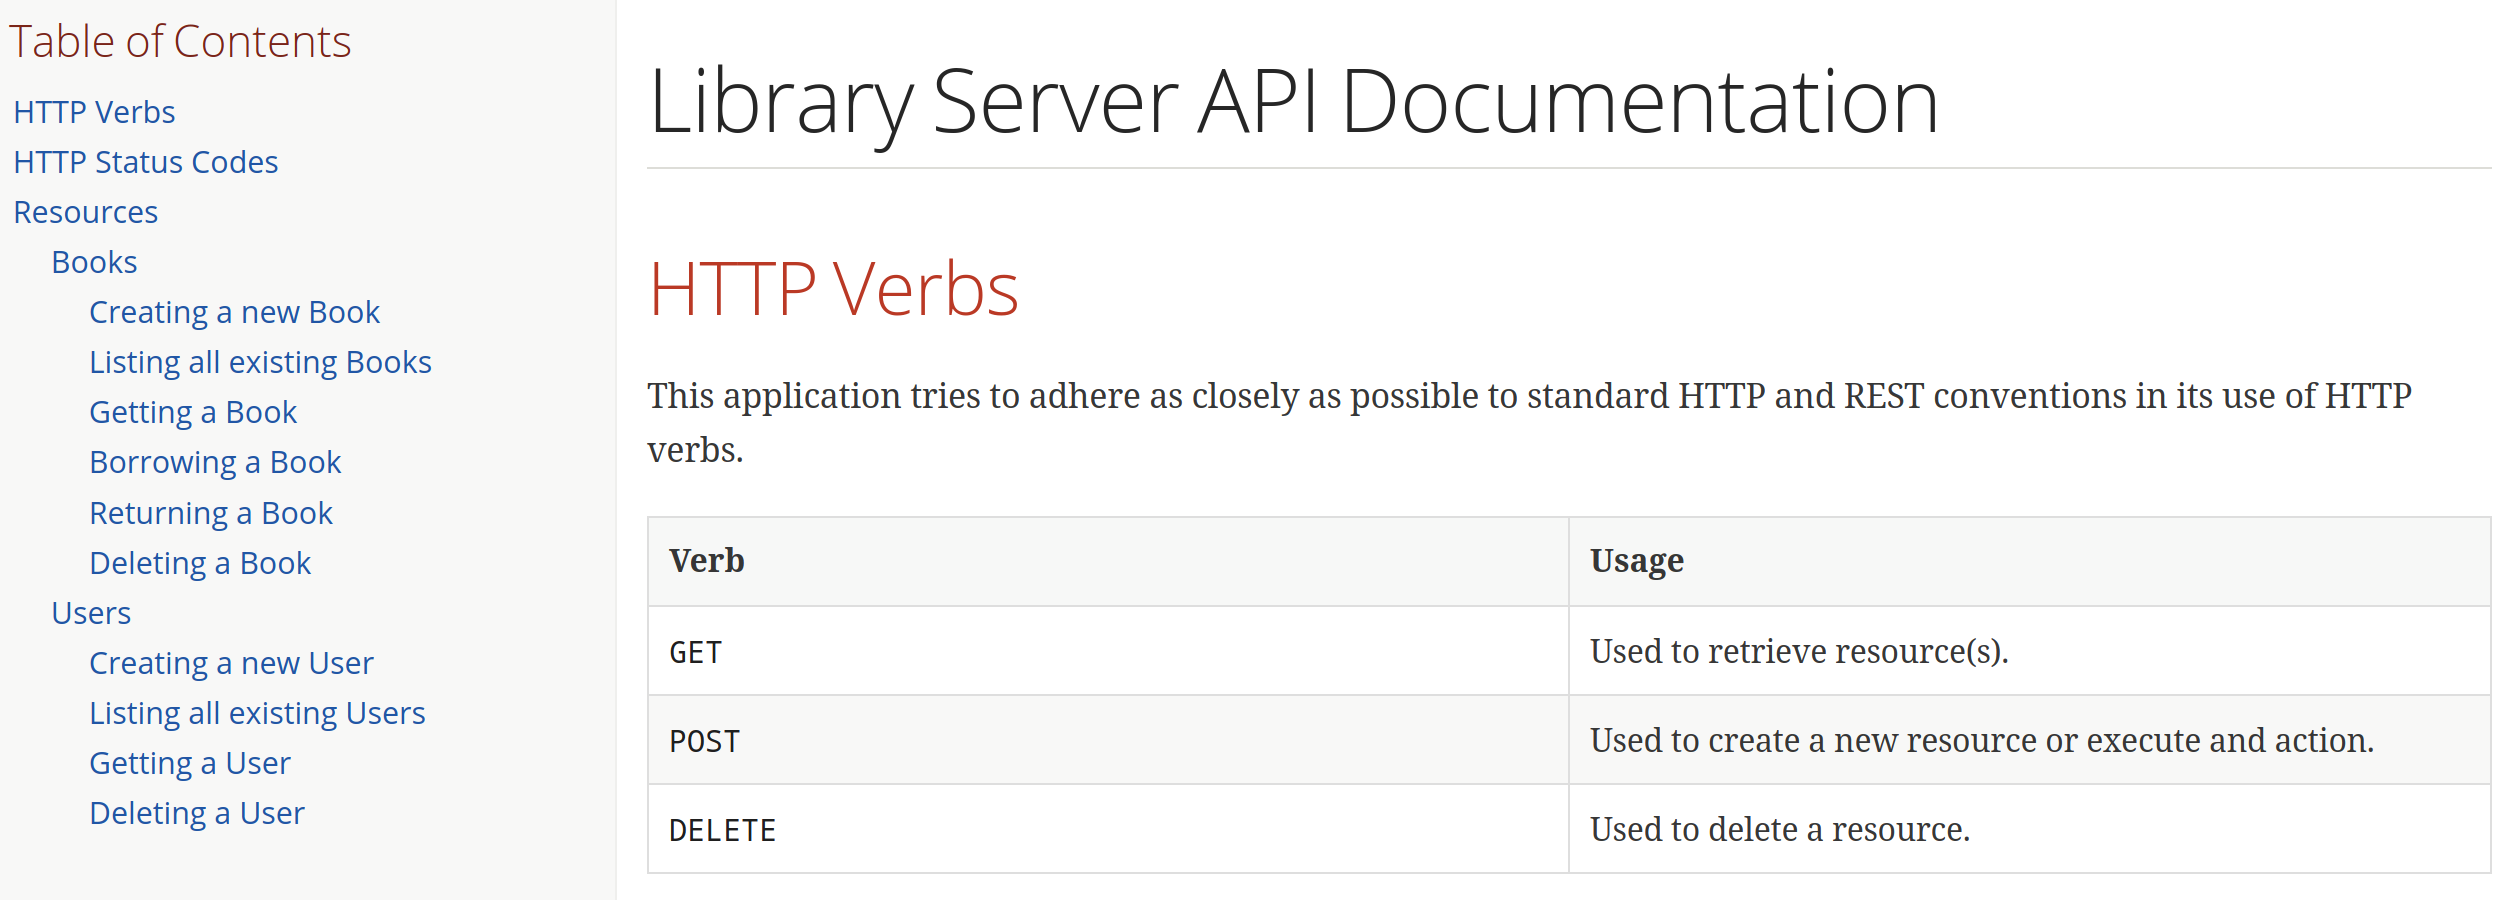 Table of Contents
HTTP Verbs
HTTP Status Codes
Resources
Books
Creating a new Book
Listing all existing Books
Getting a Book
Borrowing a Book
Returning a Book
Deleting a Book
Users
Creating a new User
Listing all existing Users
Getting a User
Deleting a User
Library Server API Documentation
HTTP Verbs
This application tries to adhere as closely as possible to standard HTTP and REST conventions in its use of HTTP
verbs.
Verb Usage
GET Used to retrieve resource(s).
POST Used to create a new resource or execute and action.
DELETE Used to delete a resource.